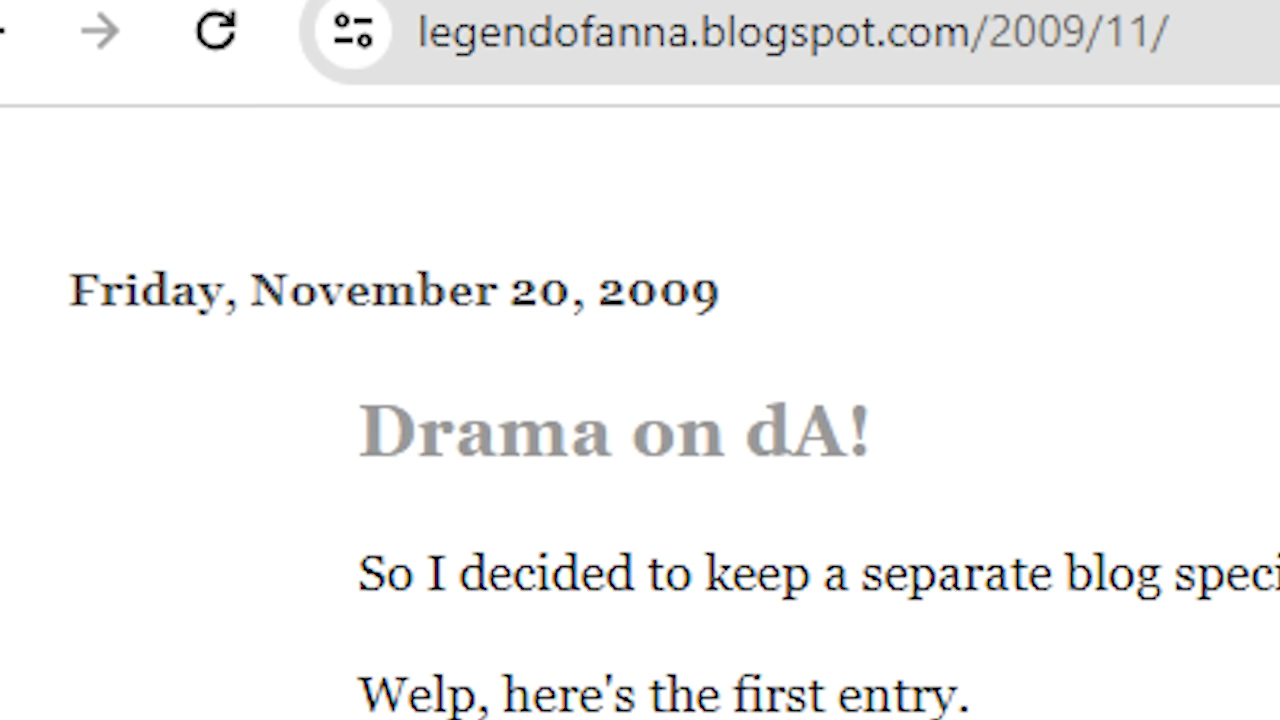 legendofanna.blogspot.com/2009/11/
Friday, November 20, 2009
Drama on dA!
So I decided to keep a separate blog speci
Welp, here's the first entry.